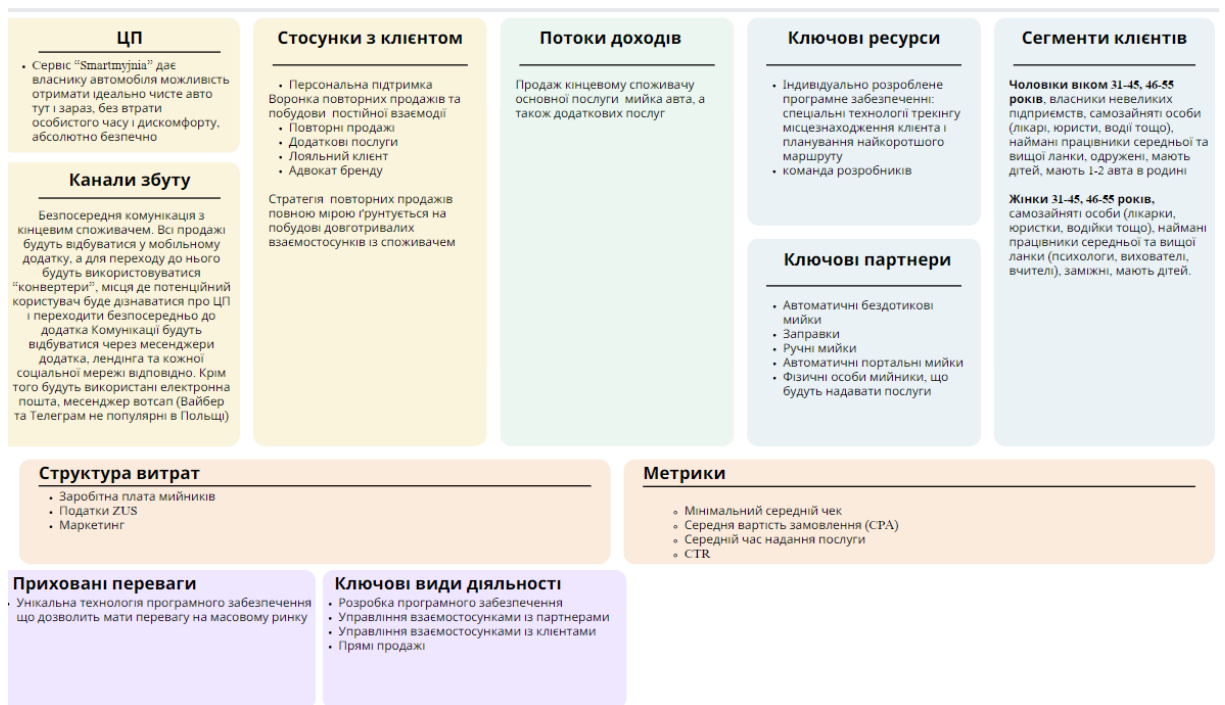 ЦП
• Сервіс “Smartmyjnia” дає
власнику автомобіля можливість
отримати ідеально чисте авто
тут і зараз, без втрати
особистого часу і дискомфорту,
абсолютно безпечно
Канали збуту
Безпосередня комунікація з
кінцевим споживачем. Всі продажі
будуть відбуватися у мобільному
додатку, а для переходу до нього
будуть використовуватися
“конвертери”, місця де потенційний
користувач буде дізнаватися про ЦП
і переходити безпосередньо до
додатка Комунікації будуть
відбуватися через месенджери
додатка, лендінга та кожної
соціальної мережі відповідно. Крім
того будуть використані електронна
пошта, месенджер вотсап (Вайбер
та Телеграм не популярні в Польщі)
Стосунки з клієнтом
• Персональна підтримка
Воронка повторних продажів та
побудови постійної взаємодії
• Повторні продажі
• Додаткові послуги
• Лояльний клієнт
• Адвокат бренду
Стратегія повторних продажів
повною мірою ґрунтується на
побудові довготривалих
взаємостосунків із споживачем
Потоки доходів
Продаж кінцевому споживачу
основної послуги мийка авта, а
також додаткових послуг
Ключові ресурси
• Індивідуально розроблене
програмне забезпеченні:
спеціальні технології трекінгу
місцезнаходження клієнта і
планування найкоротшого
маршруту
• команда розробників
Ключові партнери
• Автоматичні бездотикові
мийки
• Заправки
• Ручні мийки
• Автоматичні портальні мийки
• Фізичні особи мийники, що
будуть надавати послуги
Сегменти клієнтів
Чоловіки віком 31-45, 46-55
років, власники невеликих
підприємств, самозайняті особи
(лікарі, юристи, водії тощо),
наймані працівники середньої та
вищої ланки, одружені, мають
дітей, мають 1-2 авта в родині
Жінки 31-45, 46-55 років,
самозайняті особи (лікарки,
юристки, водійки тощо), наймані
працівники середньої та вищої
ланки (психологи, вихователі,
вчителі), заміжні, мають дітей.
Структура витрат
• Заробітна плата мийників
• Податки ZUS
• Маркетинг
Метрики
◦ Мінімальний середній чек
◦ Середня вартість замовлення (CPA)
◦ Середній час надання послуги
◦ CTR
Приховані переваги
• Унікальна технологія програмного забезпечення
що дозволить мати перевагу на масовому ринку
Ключові види діяльності
• Розробка програмного забезпечення
• Управління взаємостосунками із партнерами
• Управління взаємостосунками із клієнтами
• Прямі продажі